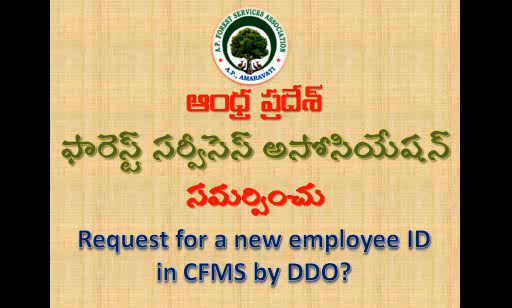 A.P. FOREST SERVICES ASSOCIATION
A.P., AMARAVATI
ఆంధ్ర ప్రదేశ్
ఫారెస్ట్ సర్వీసెస్ అసోసియేషన్
సమర్పించు
Request for a new employee ID
in CFMS by DDO?